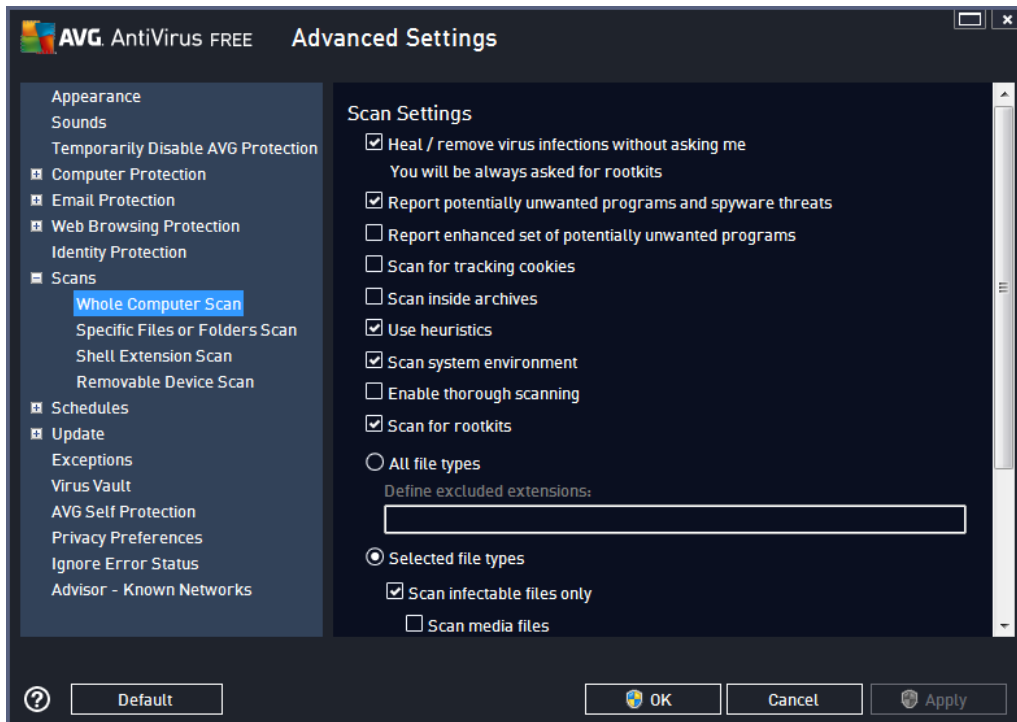 AVG. AntiVirus FREE Advanced Settings
Appearance
Sounds
Temporarily Disable AVG Protection
Computer Protection
Email Protection
Web Browsing Protection
Identity Protection
Scans
Whole Computer Scan
Specific Files or Folders Scan
Shell Extension Scan
Removable Device Scan
Schedules
Update
Exceptions
Virus Vault
AVG Self Protection
Privacy Preferences
Ignore Error Status
Advisor - Known Networks
Scan Settings
Heal / remove virus infections without asking me
You will be always asked for rootkits
Report potentially unwanted programs and spyware threats
Report enhanced set of potentially unwanted programs
Scan for tracking cookies
Scan inside archives
Use heuristics
Scan system environment
Enable thorough scanning
Scan for rootkits
All file types
Define excluded extensions:
Selected file types
Scan infectable files only
Scan media files
? Default OK Cancel Apply